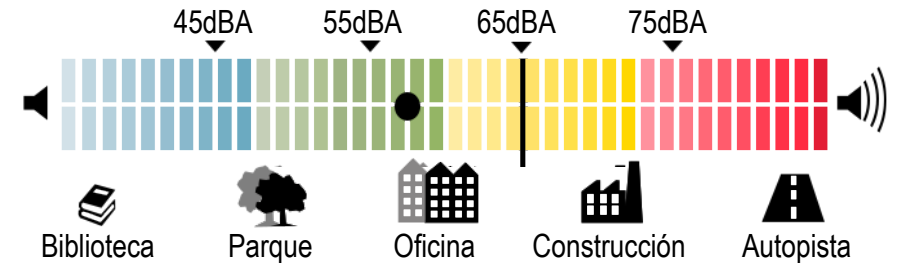 45dBA 55dBA 65dBA 75dBA
Biblioteca Parque Oficina Construcción Autopista